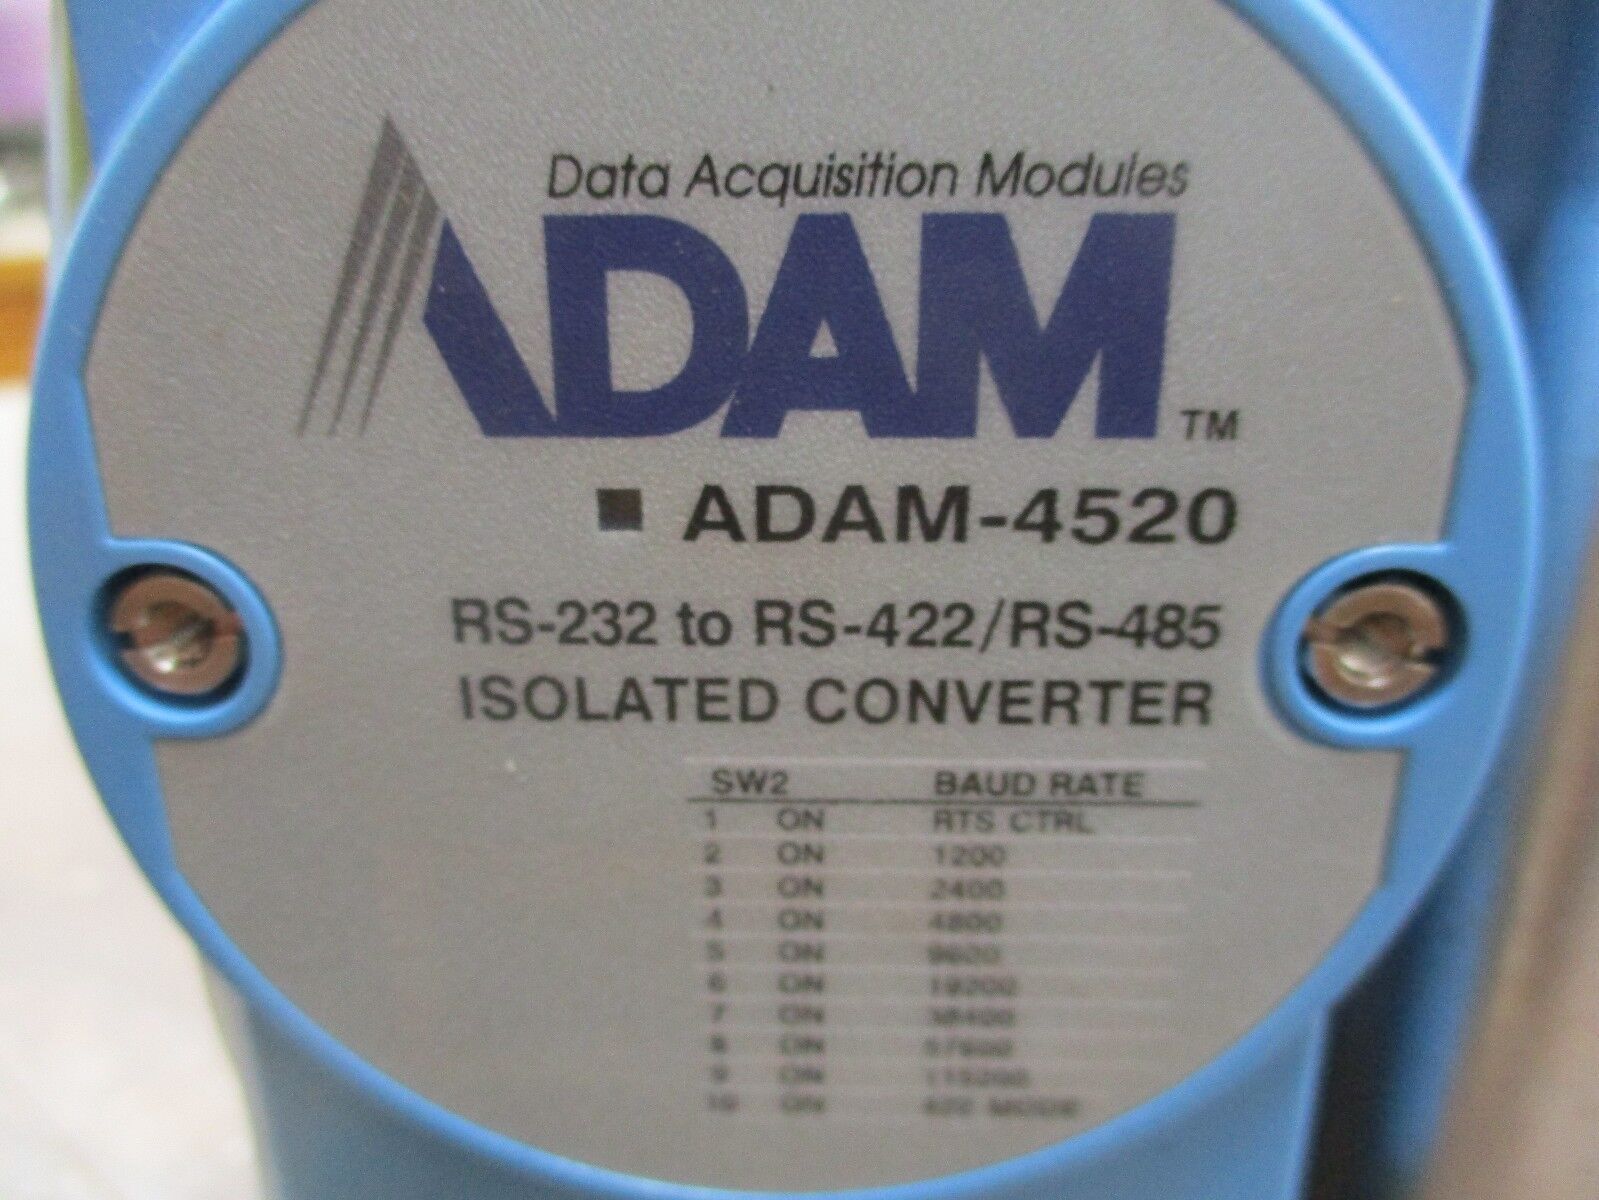 Data Acquisition Modules
ADAM TM
ADAM-4520
RS-232 to RS-422/RS-485
ISOLATED CONVERTER
SW2 BAUD RATE
1 ON RTS CTRL
2 ON 1200
3 ON 2400
4 ON 4800
5 ON 9600
6 ON 19200
7 ON 38400
8 ON 57600
9 ON 115200
10 ON 422 MODE